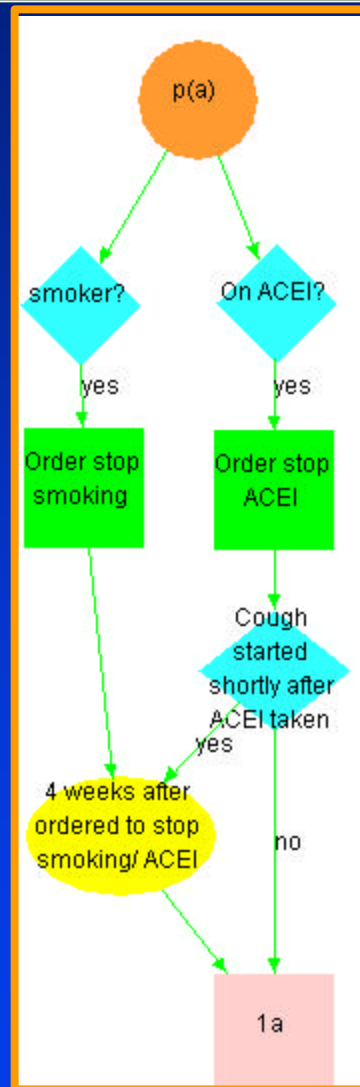 p(a)
smoker?
On ACEI?
yes
yes
Order stop
smoking
Order stop
ACEI
Cough
started
shortly after
ACEI taken
yes
4 weeks after
ordered to stop
smoking/ ACEI
no
1a